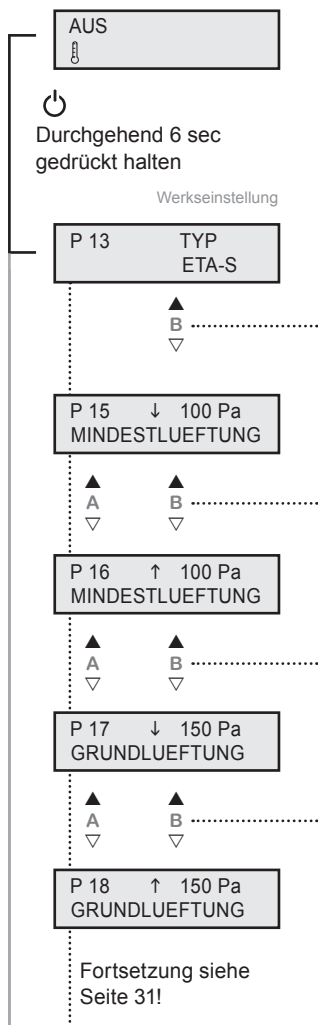 AUS
Durchgehend 6 sec
gedrückt halten
Werkseinstellung
P 13 TYP
ETA-S
B
P 15 ↓ 100 Pa
MINDESTLUEFTUNG
A B
P 16 ↑ 100 Pa
MINDESTLUEFTUNG
A B
P 17 ↓ 150 Pa
GRUNDLUEFTUNG
A B
P 18 ↑ 150 Pa
GRUNDLUEFTUNG
Fortsetzung siehe
Seite 31!